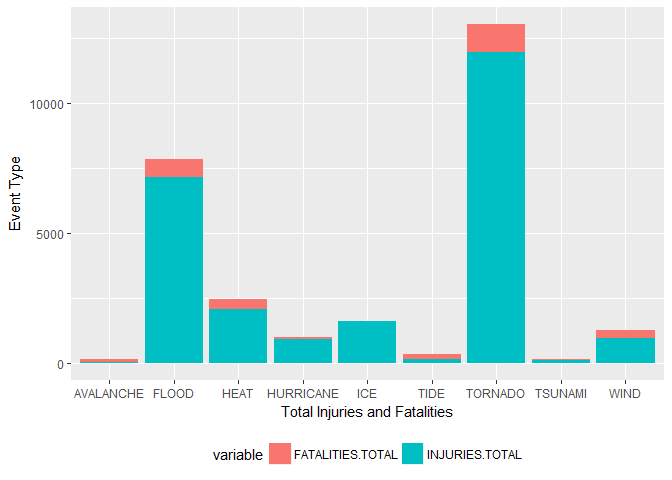 Event Type
10000
5000
0
AVALANCHE FLOOD HEAT HURRICANE ICE TIDE TORNADO TSUNAMI WIND
Total Injuries and Fatalities
variable FATALITIES.TOTAL INJURIES.TOTAL